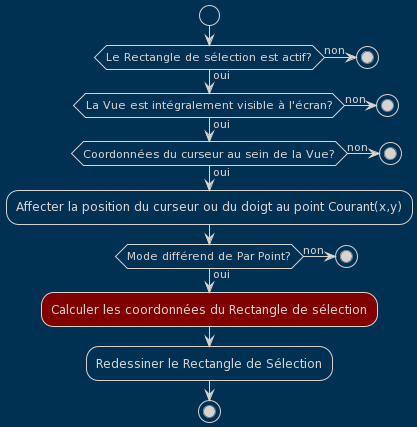 Le Rectangle de sélection est actif?
non
oui
La Vue est intégralement visible à l'écran?
non
oui
Coordonnées du curseur au sein de la Vue?
non
oui
Affecter la position du curseur ou du doigt au point Courant(x,y)
Mode différend de Par Point?
non
oui
Calculer les coordonnées du Rectangle de sélection
Redessiner le Rectangle de Sélection